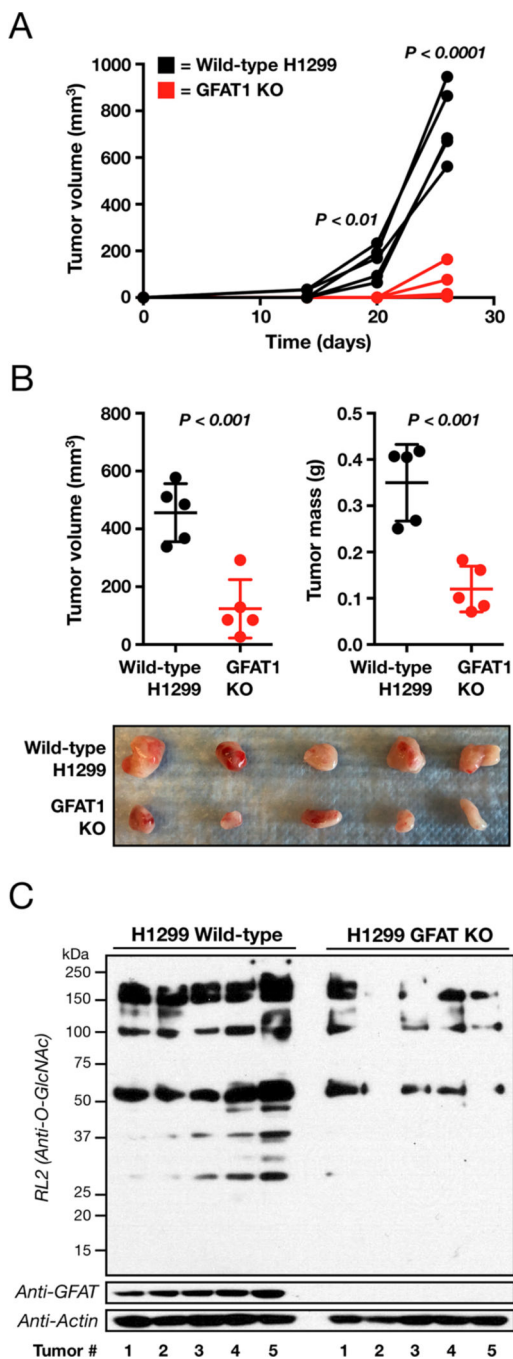 A
■ = Wild-type H1299
■ = GFAT1 KO
P < 0.0001
P < 0.01
Tumor volume (mm³)
1000
800
600
400
200
0
0 10 20 30
Time (days)
B
Tumor volume (mm³)
800
600
400
200
0
P < 0.001
Wild-type
H1299
GFAT1
KO
Tumor mass (g)
0.5
0.4
0.3
0.2
0.1
0.0
P < 0.001
Wild-type
H1299
GFAT1
KO
Wild-type
H1299
GFAT1
KO
C
H1299 Wild-type H1299 GFAT KO
kDa
250
150
100
75
50
37
25
20
15
RL2 (Anti-O-GlcNAc)
Anti-GFAT
Anti-Actin
Tumor # 1 2 3 4 5 1 2 3 4 5